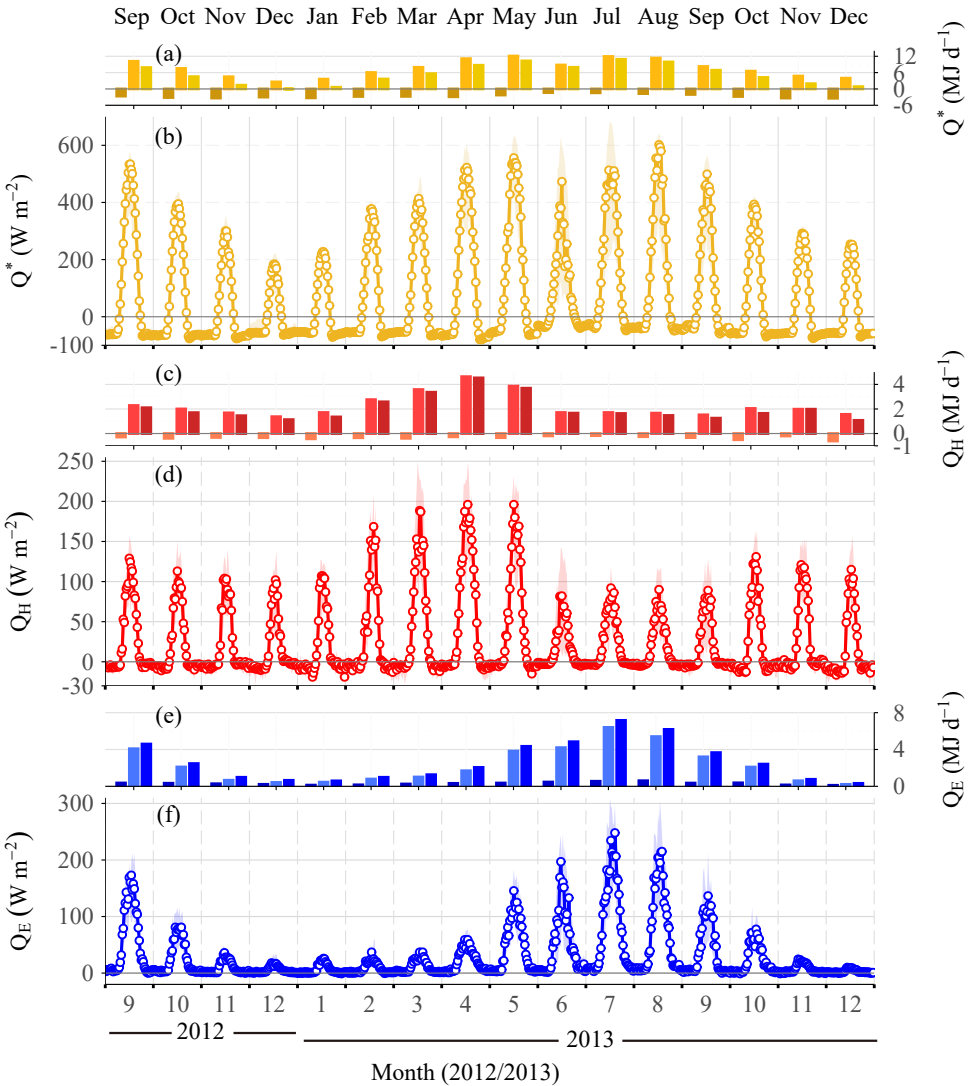 Sep Oct Nov Dec Jan Feb Mar Apr May Jun Jul Aug Sep Oct Nov Dec
(a)
12
6
0
-6
Q* (MJ d⁻¹)
(b)
600
400
200
0
-100
Q* (W m⁻²)
(c)
4
2
0
-1
Q_H (MJ d⁻¹)
(d)
250
200
150
100
50
0
-30
Q_H (W m⁻²)
(e)
8
4
0
Q_E (MJ d⁻¹)
(f)
300
200
100
0
Q_E (W m⁻²)
9 10 11 12 1 2 3 4 5 6 7 8 9 10 11 12
2012 2013
Month (2012/2013)